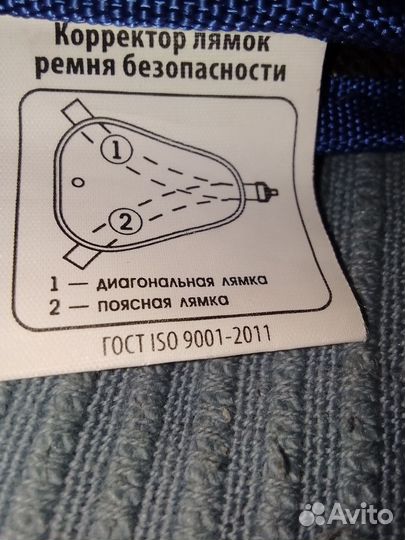 Корректор лямок
ремня безопасности
1
2
1 — ДИАГОНАЛЬНАЯ ЛЯМКА
2 — ПОЯСНАЯ ЛЯМКА
ГОСТ ISO 9001-2011
Avito